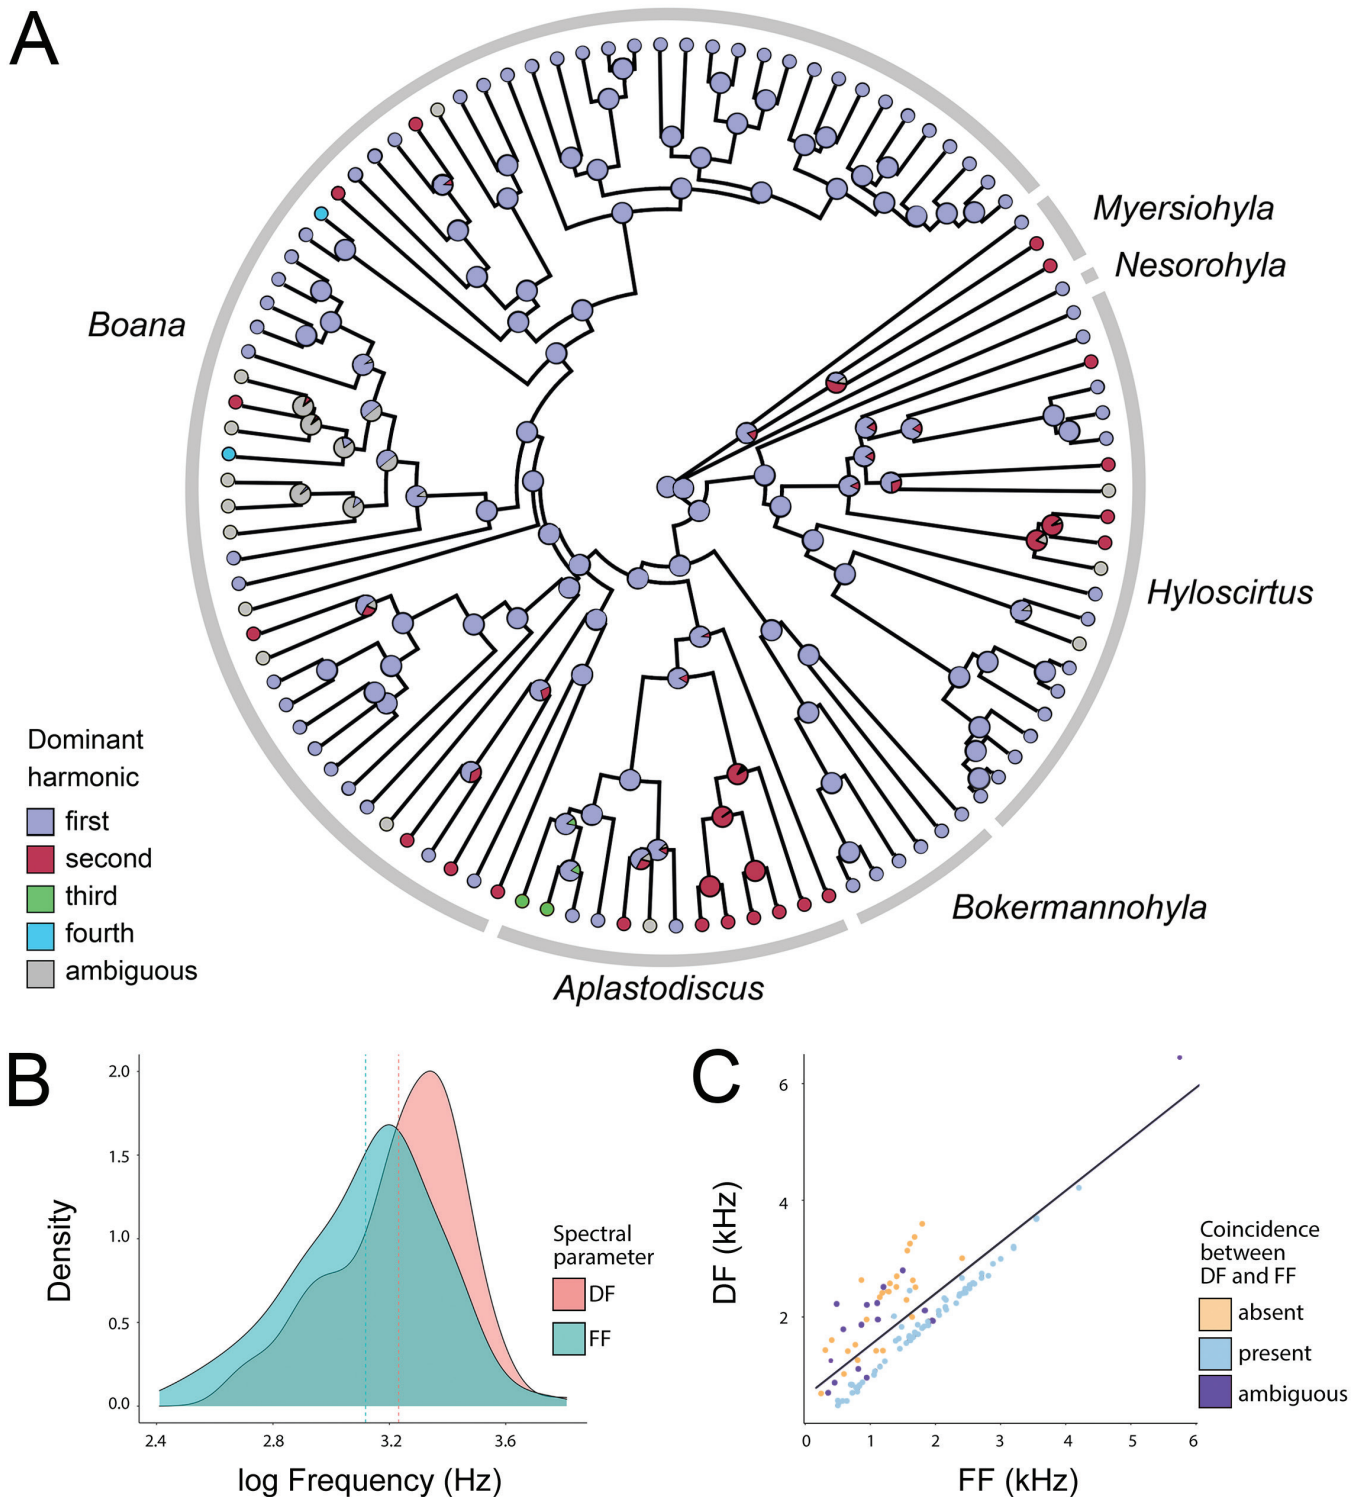 A
Myersiohyla
Nesorohyla
Boana
Hyloscirtus
Bokermannohyla
Aplastodiscus
Dominant
harmonic
first
second
third
fourth
ambiguous
B
2.0
1.5
1.0
0.5
0.0
Density
2.4 2.8 3.2 3.6
log Frequency (Hz)
Spectral
parameter
DF
FF
C
6
4
2
DF (kHz)
0 1 2 3 4 5 6
FF (kHz)
Coincidence
between
DF and FF
absent
present
ambiguous